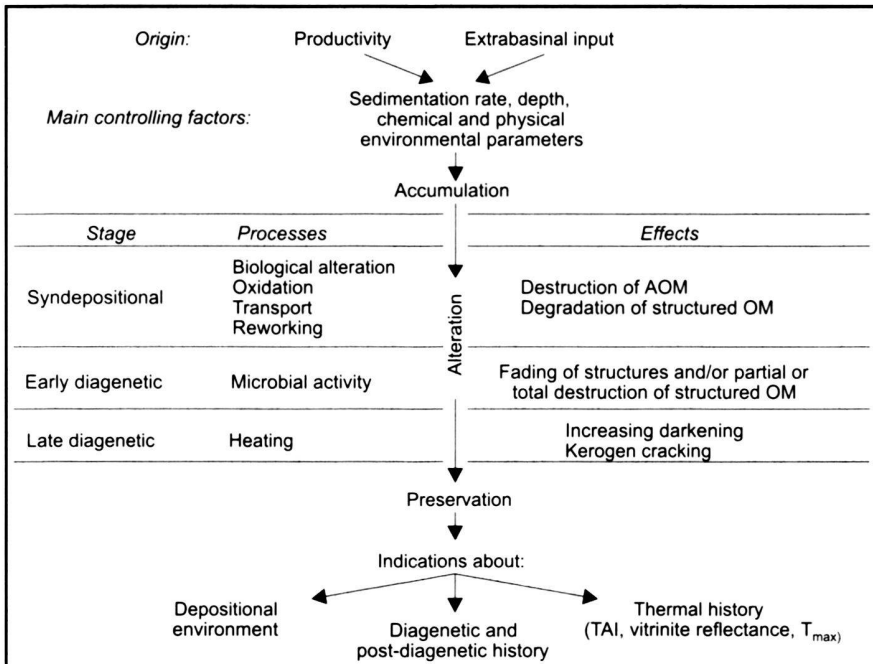 Origin: Productivity Extrabasinal input
Main controlling factors:
Sedimentation rate, depth,
chemical and physical
environmental parameters
Accumulation
Stage Processes Effects
Syndepositional
Biological alteration
Oxidation
Transport
Reworking
Destruction of AOM
Degradation of structured OM
Alteration
Early diagenetic
Microbial activity
Fading of structures and/or partial or
total destruction of structured OM
Late diagenetic
Heating
Increasing darkening
Kerogen cracking
Preservation
Indications about:
Depositional
environment
Diagenetic and
post-diagenetic history
Thermal history
(TAI, vitrinite reflectance, Tmax)